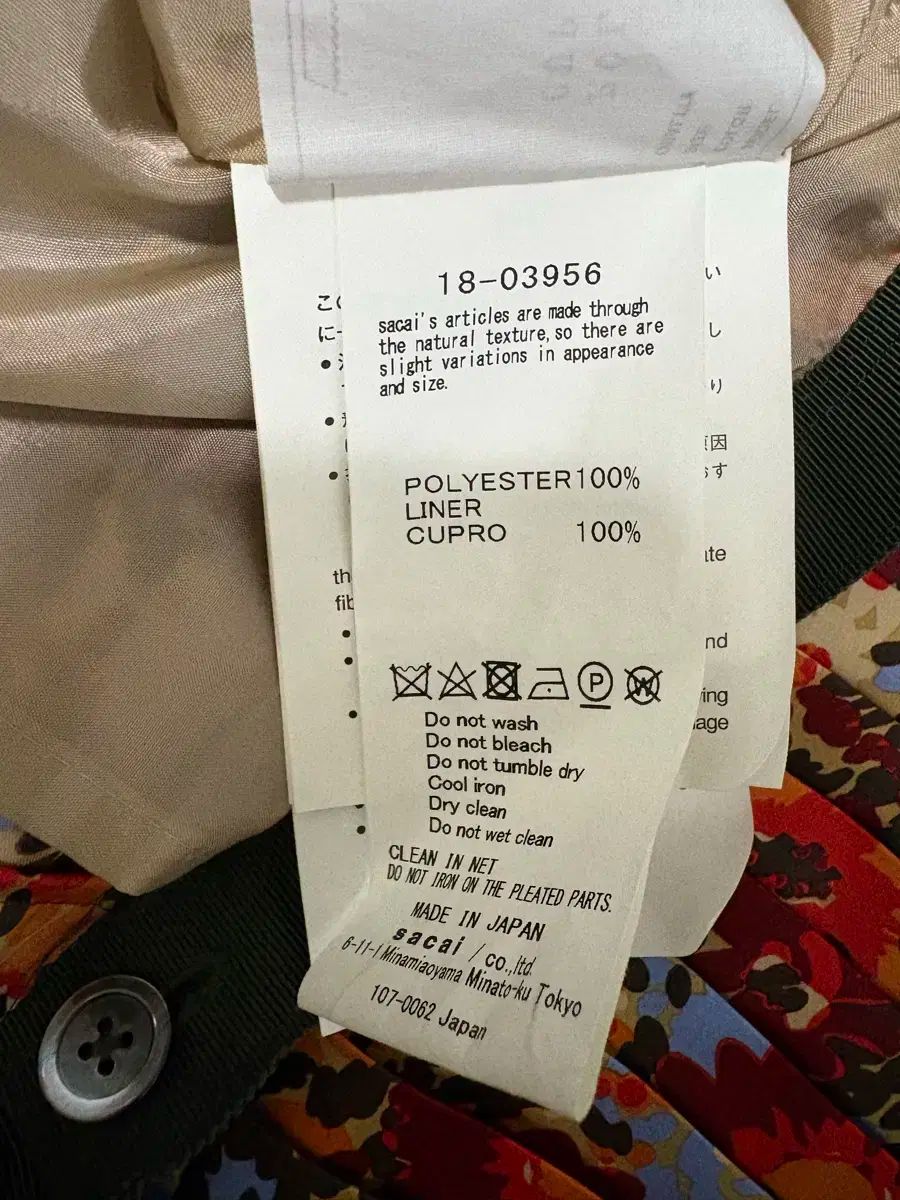 18-03956
sacai's articles are made through
the natural texture, so there are
slight variations in appearance
and size.
POLYESTER 100%
LINER
CUPRO 100%
P
W
Do not wash
Do not bleach
Do not tumble dry
Cool iron
Dry clean
Do not wet clean
CLEAN IN NET
DO NOT IRON ON THE PLEATED PARTS.
MADE IN JAPAN
sacai / co.,ltd.
6-11-1 Minamiaoyama Minato-ku Tokyo
107-0062 Japan